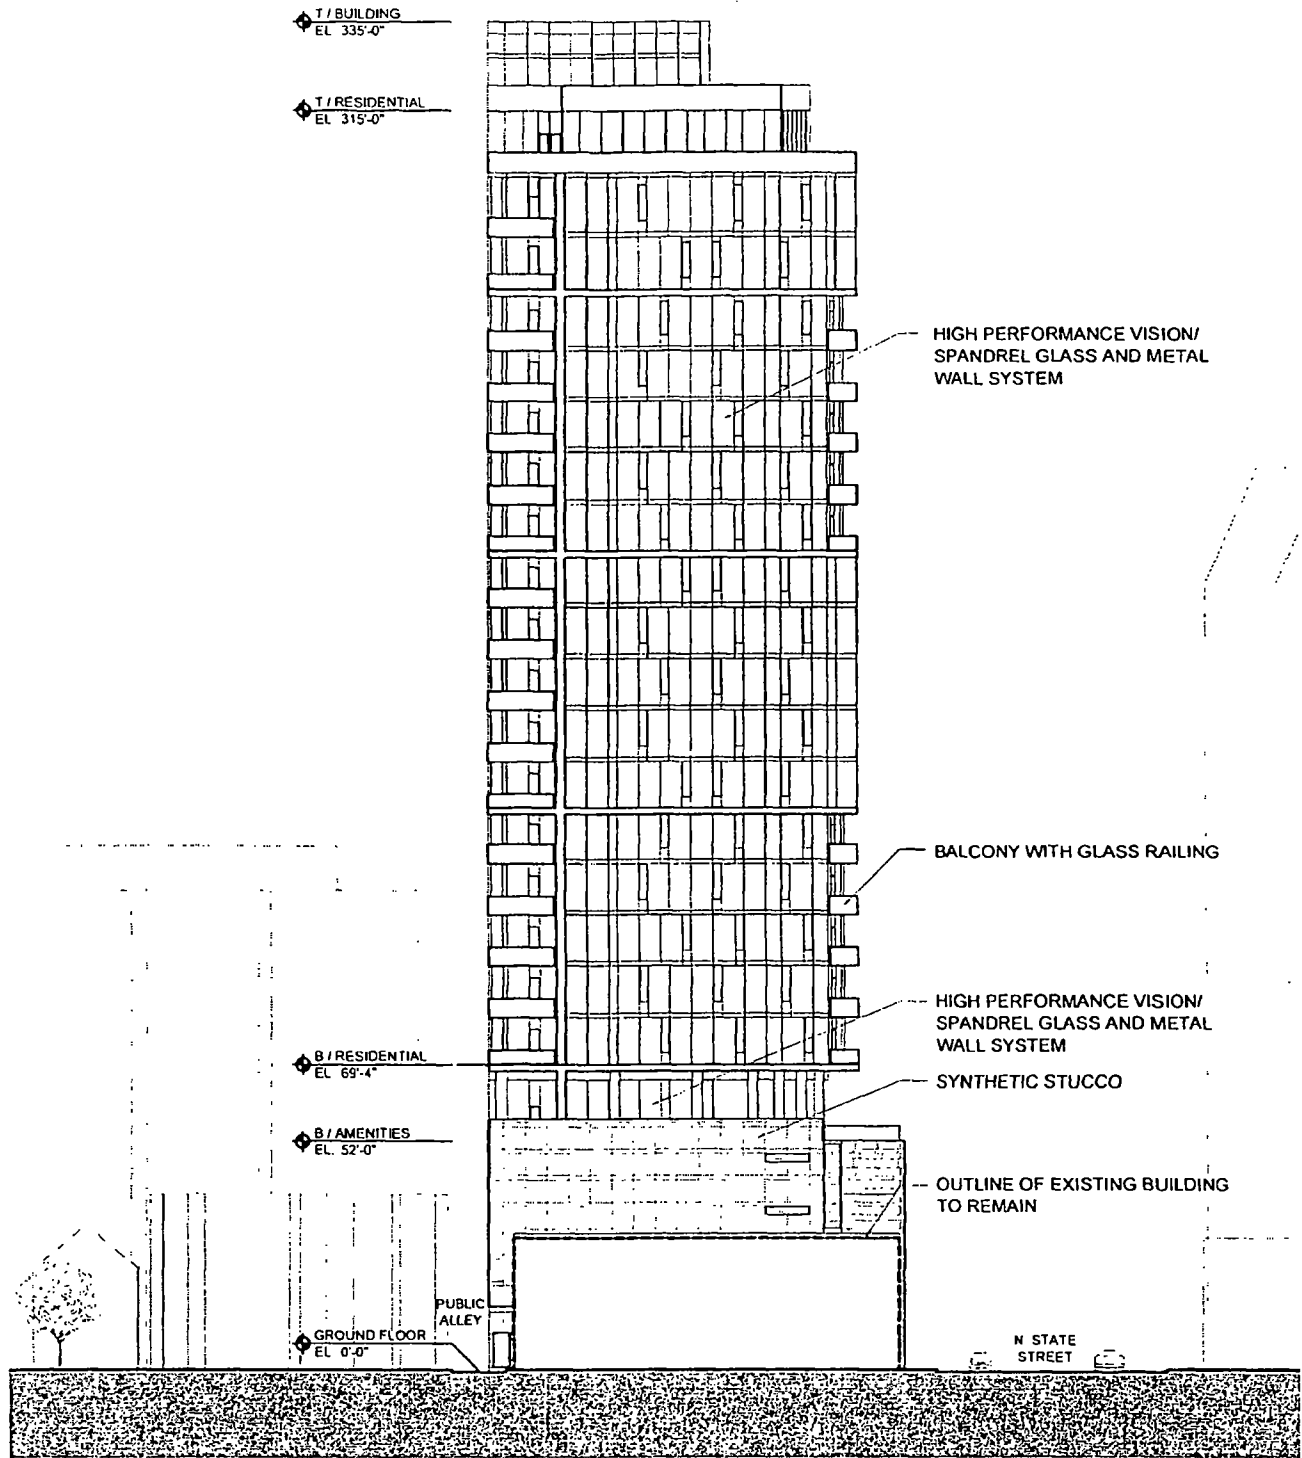 T / BUILDING
EL 335'-0"
T / RESIDENTIAL
EL 315'-0"
HIGH PERFORMANCE VISION/
SPANDREL GLASS AND METAL
WALL SYSTEM
BALCONY WITH GLASS RAILING
HIGH PERFORMANCE VISION/
SPANDREL GLASS AND METAL
WALL SYSTEM
B / RESIDENTIAL
EL 69'-4"
SYNTHETIC STUCCO
B / AMENITIES
EL. 52'-0"
OUTLINE OF EXISTING BUILDING
TO REMAIN
PUBLIC
ALLEY
GROUND FLOOR
EL 0'-0"
N STATE
STREET